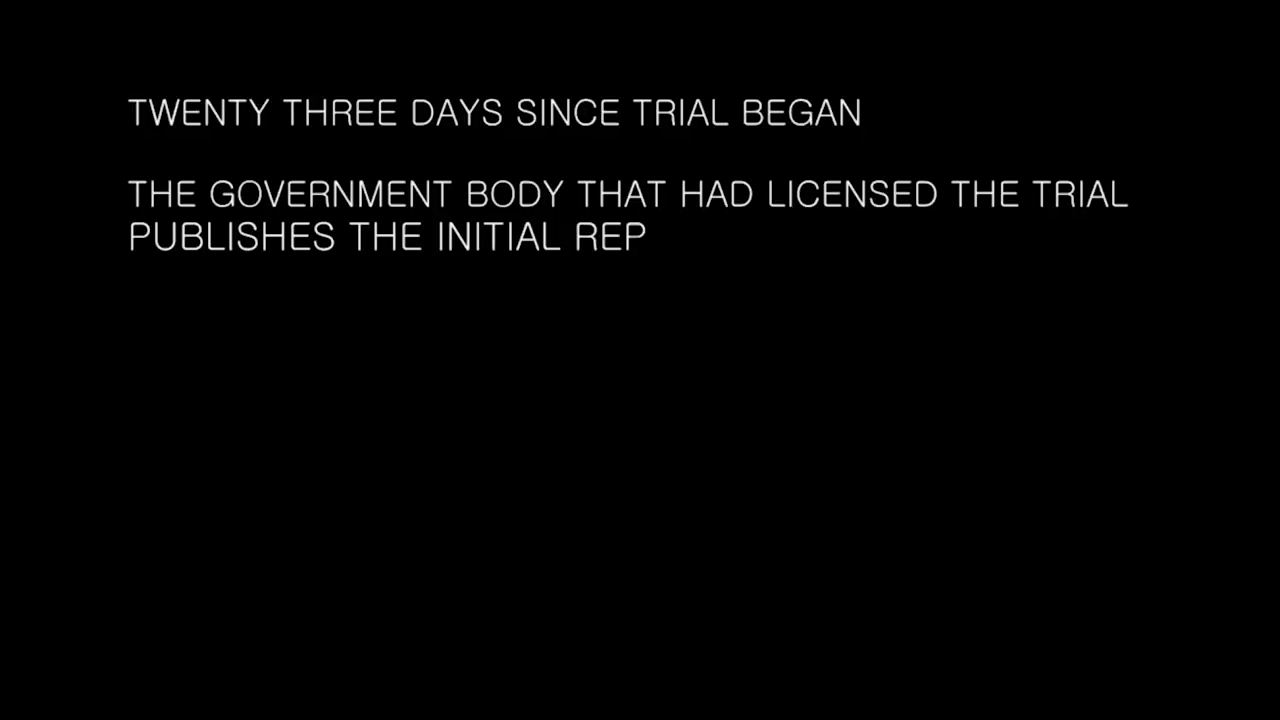 TWENTY THREE DAYS SINCE TRIAL BEGAN
THE GOVERNMENT BODY THAT HAD LICENSED THE TRIAL
PUBLISHES THE INITIAL REP